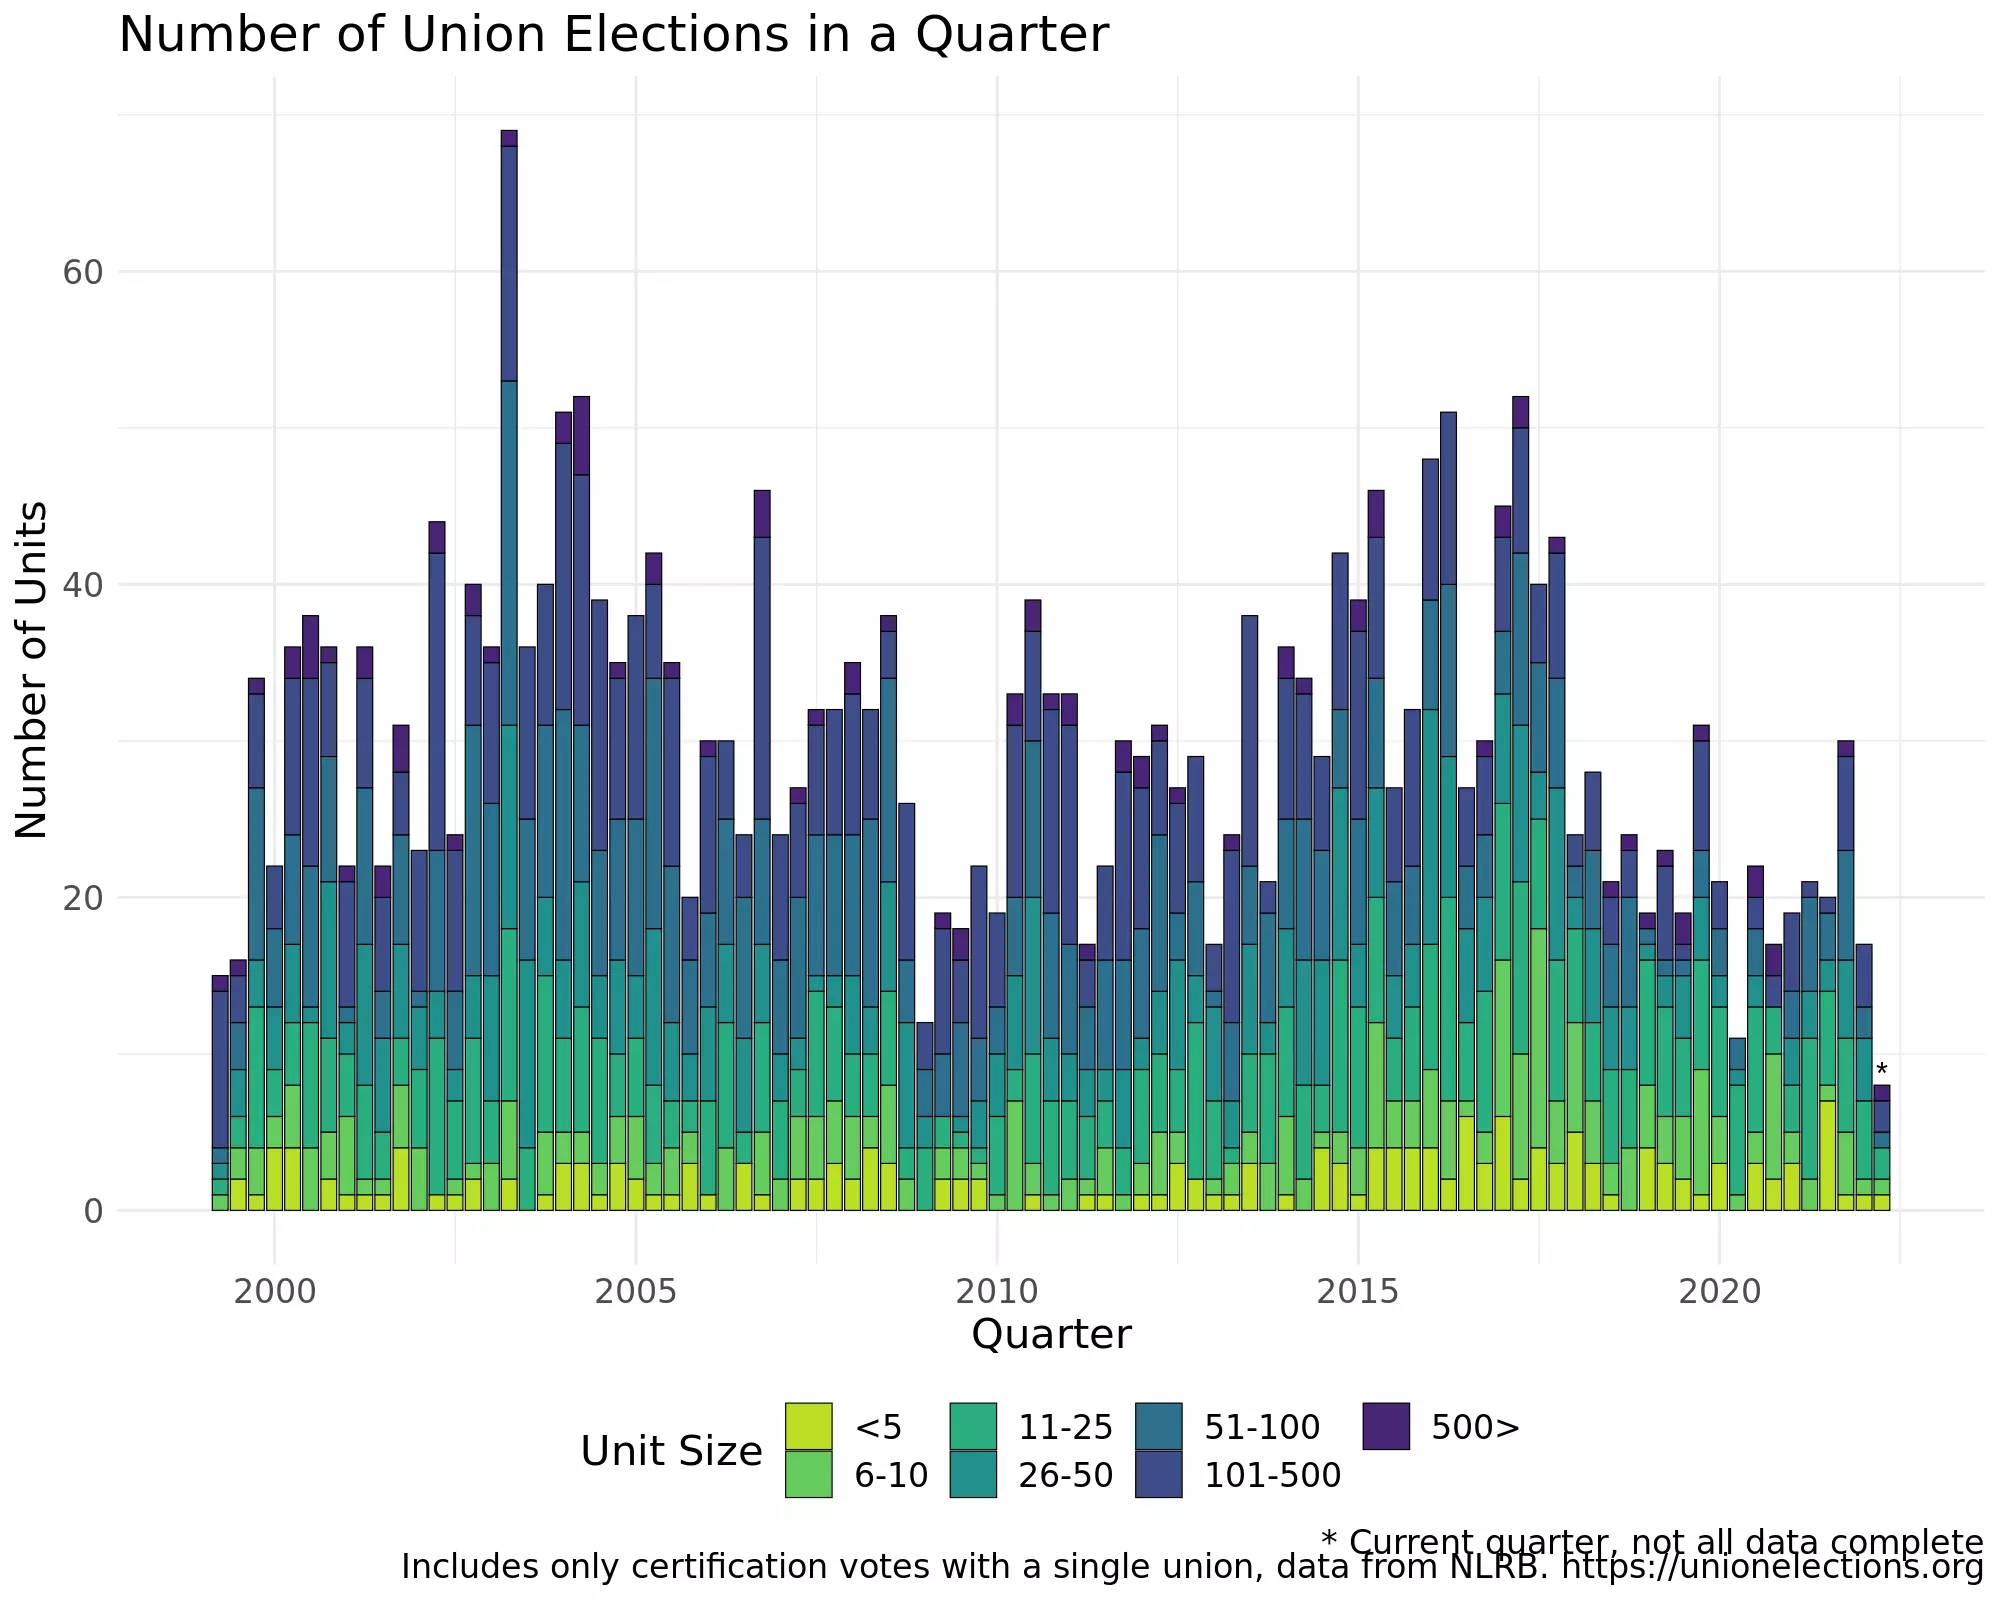 Number of Union Elections in a Quarter
Number of Units
60
40
20
0
*
2000 2005 2010 2015 2020
Quarter
Unit Size
<5 11-25 51-100 500>
6-10 26-50 101-500
* Current quarter, not all data complete
Includes only certification votes with a single union, data from NLRB. https://unionelections.org